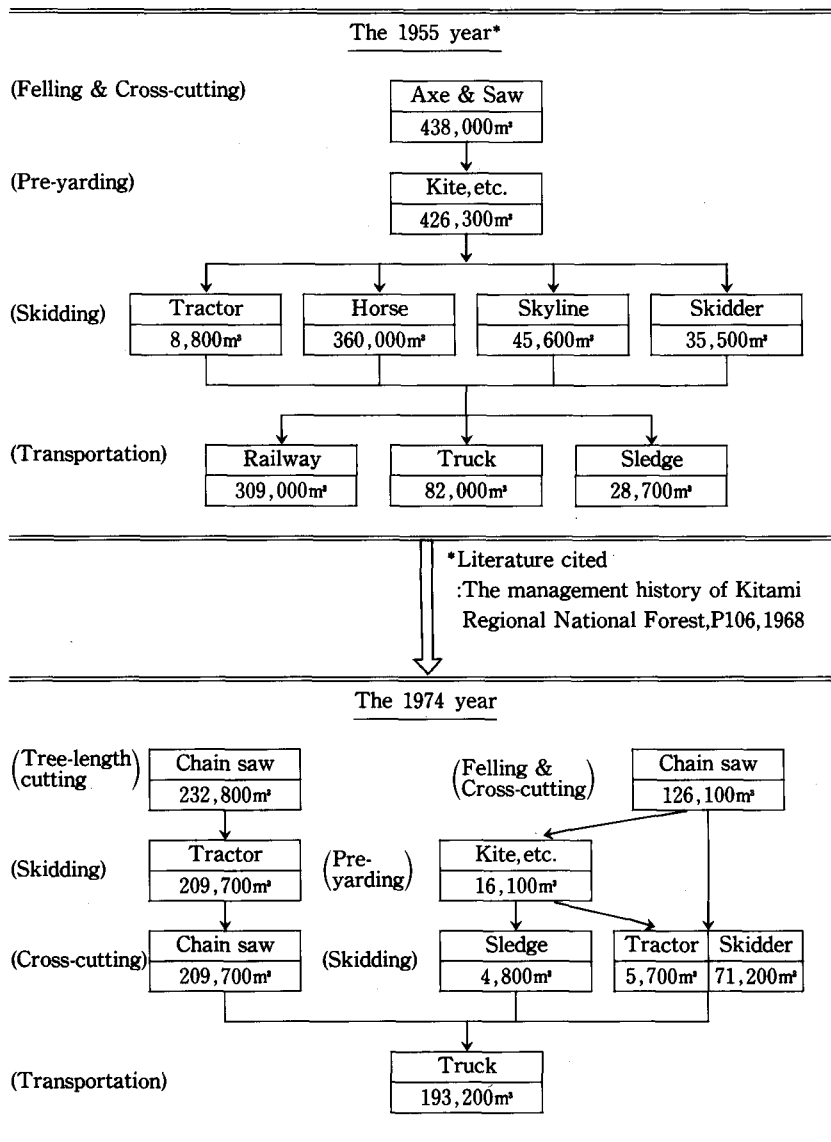 The 1955 year*
(Felling & Cross-cutting)
Axe & Saw
438,000m³
(Pre-yarding)
Kite,etc.
426,300m³
(Skidding)
Tractor
8,800m³
Horse
360,000m³
Skyline
45,600m³
Skidder
35,500m³
(Transportation)
Railway
309,000m³
Truck
82,000m³
Sledge
28,700m³
*Literature cited
:The management history of Kitami
Regional National Forest,P106,1968
The 1974 year
(Tree-length
cutting)
Chain saw
232,800m³
(Felling &
Cross-cutting)
Chain saw
126,100m³
(Skidding)
Tractor
209,700m³
(Pre-
yarding)
Kite,etc.
16,100m³
(Cross-cutting)
Chain saw
209,700m³
(Skidding)
Sledge
4,800m³
Tractor
5,700m³
Skidder
71,200m³
(Transportation)
Truck
193,200m³